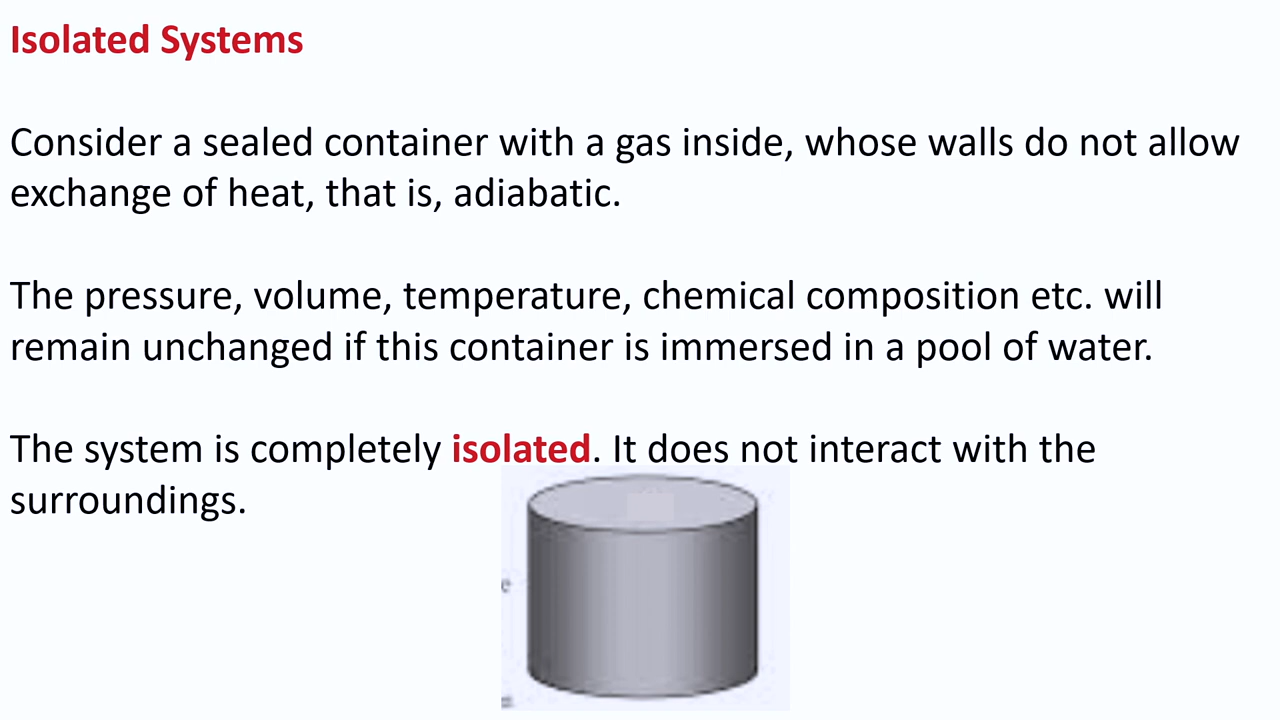 Isolated Systems
Consider a sealed container with a gas inside, whose walls do not allow
exchange of heat, that is, adiabatic.
The pressure, volume, temperature, chemical composition etc. will
remain unchanged if this container is immersed in a pool of water.
The system is completely isolated. It does not interact with the
surroundings.
e